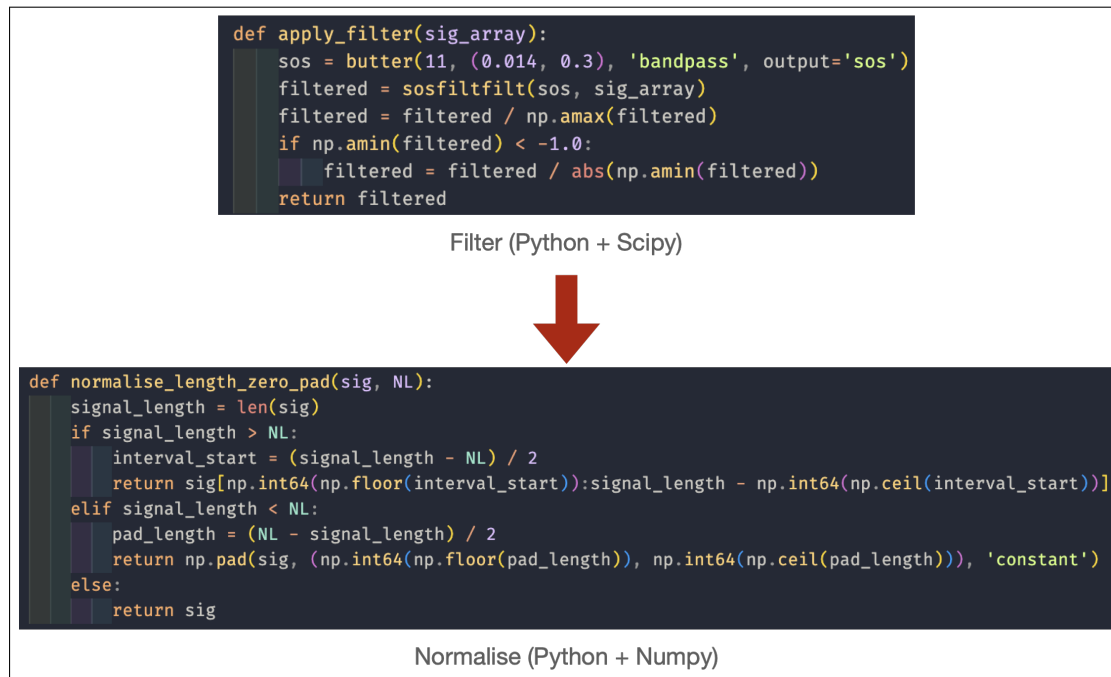 def apply_filter(sig_array):
    sos = butter(11, (0.014, 0.3), 'bandpass', output='sos')
    filtered = sosfiltfilt(sos, sig_array)
    filtered = filtered / np.amax(filtered)
    if np.amin(filtered) < -1.0:
        filtered = filtered / abs(np.amin(filtered))
    return filtered
Filter (Python + Scipy)
def normalise_length_zero_pad(sig, NL):
    signal_length = len(sig)
    if signal_length > NL:
        interval_start = (signal_length - NL) / 2
        return sig[np.int64(np.floor(interval_start)):signal_length - np.int64(np.ceil(interval_start))]
    elif signal_length < NL:
        pad_length = (NL - signal_length) / 2
        return np.pad(sig, (np.int64(np.floor(pad_length)), np.int64(np.ceil(pad_length))), 'constant')
    else:
        return sig
Normalise (Python + Numpy)